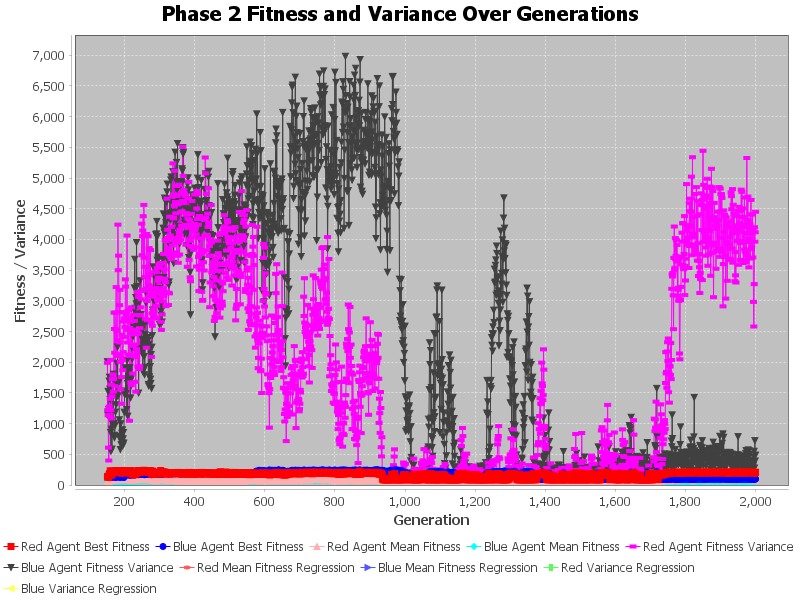 Phase 2 Fitness and Variance Over Generations
7,000
6,500
6,000
5,500
5,000
4,500
4,000
3,500
3,000
2,500
2,000
1,500
1,000
500
0
Fitness / Variance
200 400 600 800 1,000 1,200 1,400 1,600 1,800 2,000
Generation
Red Agent Best Fitness Blue Agent Best Fitness Red Agent Mean Fitness Blue Agent Mean Fitness Red Agent Fitness Variance
Blue Agent Fitness Variance Red Mean Fitness Regression Blue Mean Fitness Regression Red Variance Regression
Blue Variance Regression